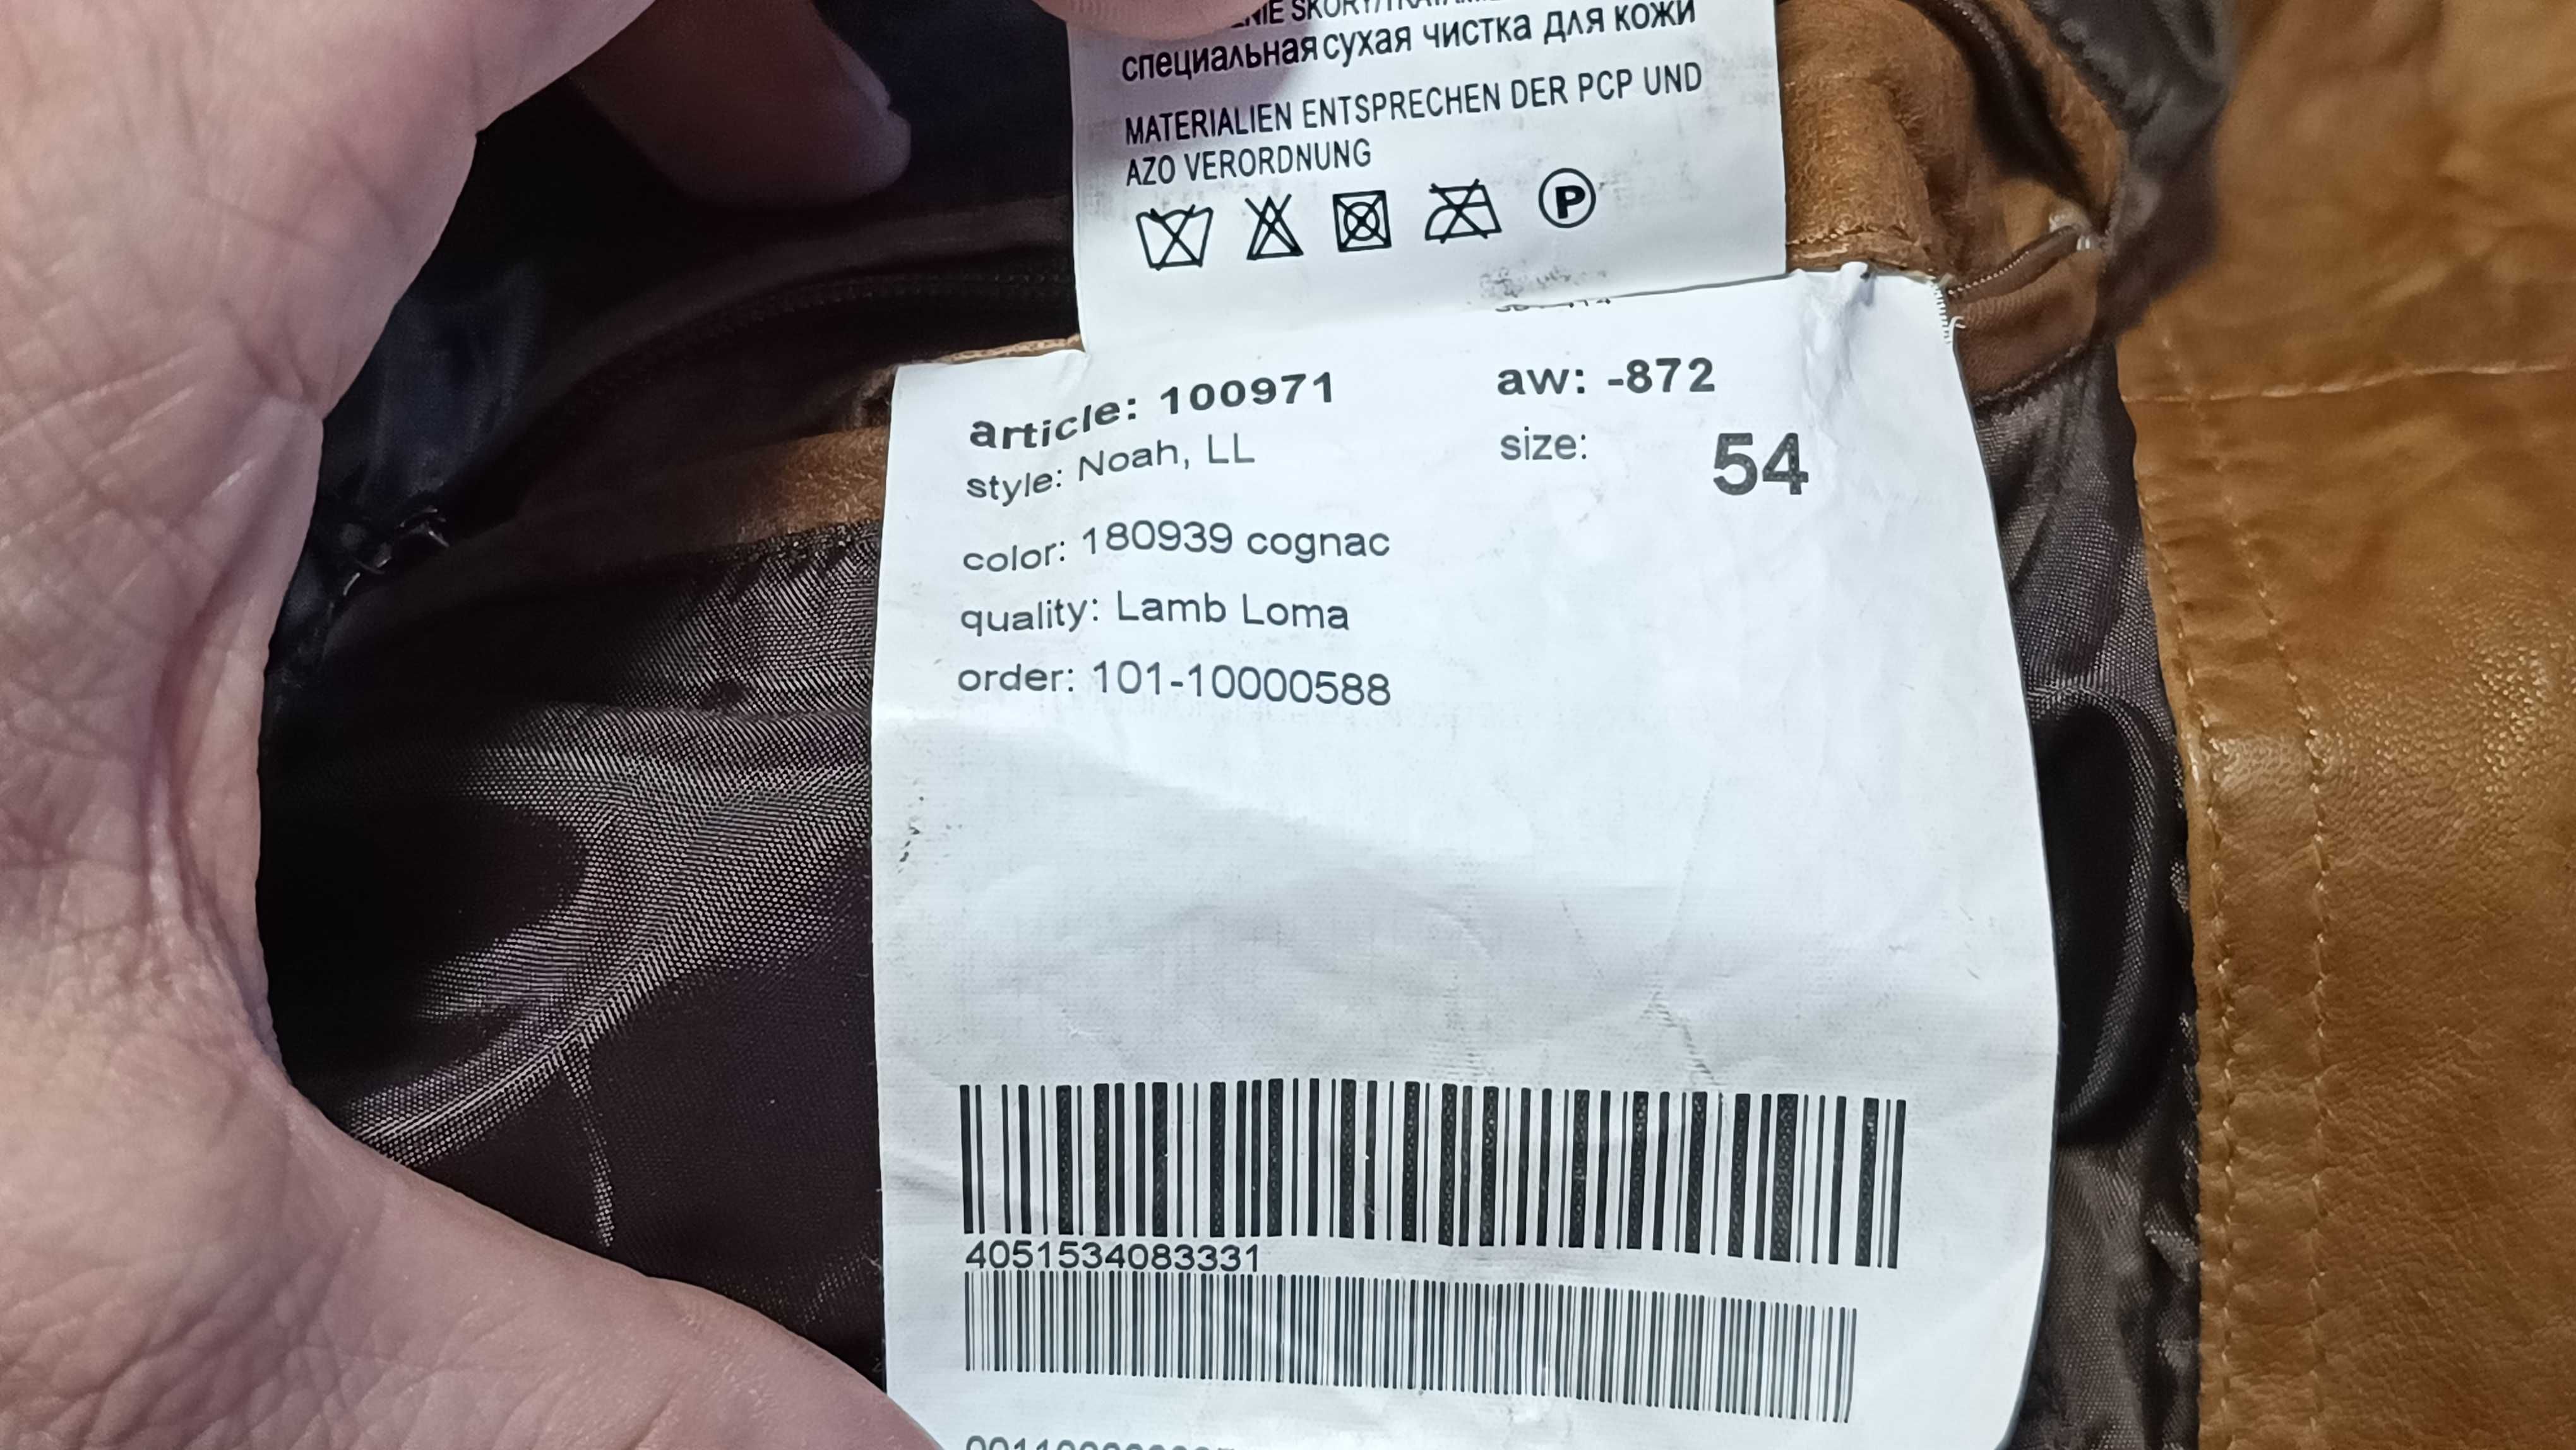 специальная сухая чистка для кожи
MATERIALIEN ENTSPRECHEN DER PCP UND
AZO VERORDNUNG
P
article: 100971 aw: -872
style: Noah, LL size: 54
color: 180939 cognac
quality: Lamb Loma
order: 101-10000588
4051534083331